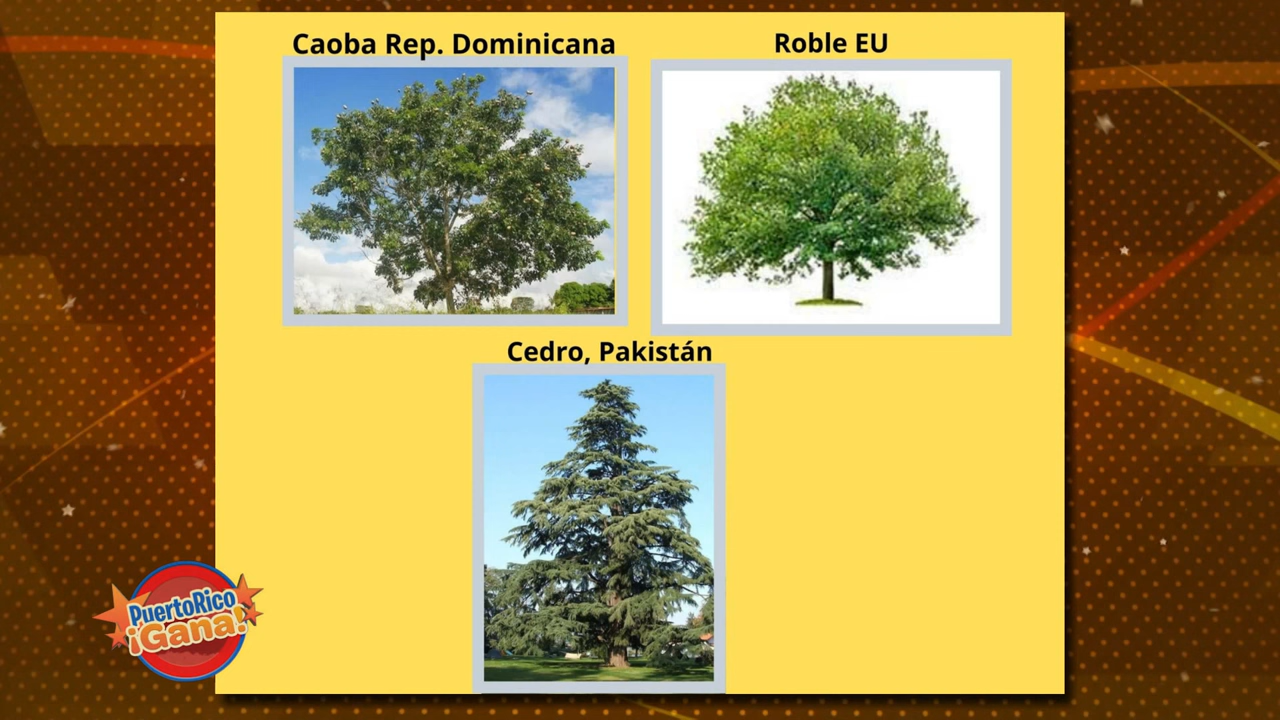 Caoba Rep. Dominicana
Roble EU
Cedro, Pakistán
PuertoRico
¡Gana!